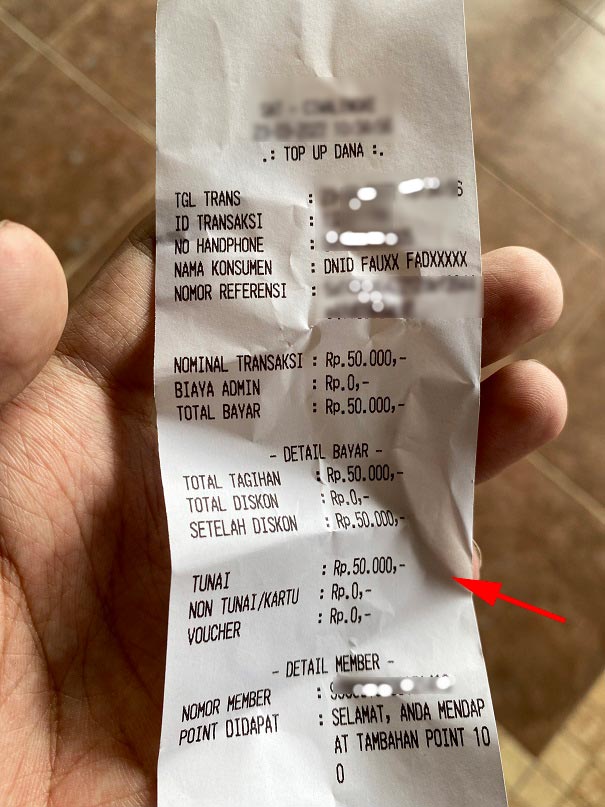 .: TOP UP DANA :.
TGL TRANS :
ID TRANSAKSI :
NO HANDPHONE :
NAMA KONSUMEN : DNID FAUXX FADXXXXX
NOMOR REFERENSI :
NOMINAL TRANSAKSI : Rp.50.000,-
BIAYA ADMIN : Rp.0,-
TOTAL BAYAR : Rp.50.000,-
- DETAIL BAYAR -
TOTAL TAGIHAN : Rp.50.000,-
TOTAL DISKON : Rp.0,-
SETELAH DISKON : Rp.50.000,-
TUNAI : Rp.50.000,-
NON TUNAI/KARTU : Rp.0,-
VOUCHER : Rp.0,-
- DETAIL MEMBER -
NOMOR MEMBER :
POINT DIDAPAT : SELAMAT, ANDA MENDAP
AT TAMBAHAN POINT 10
0